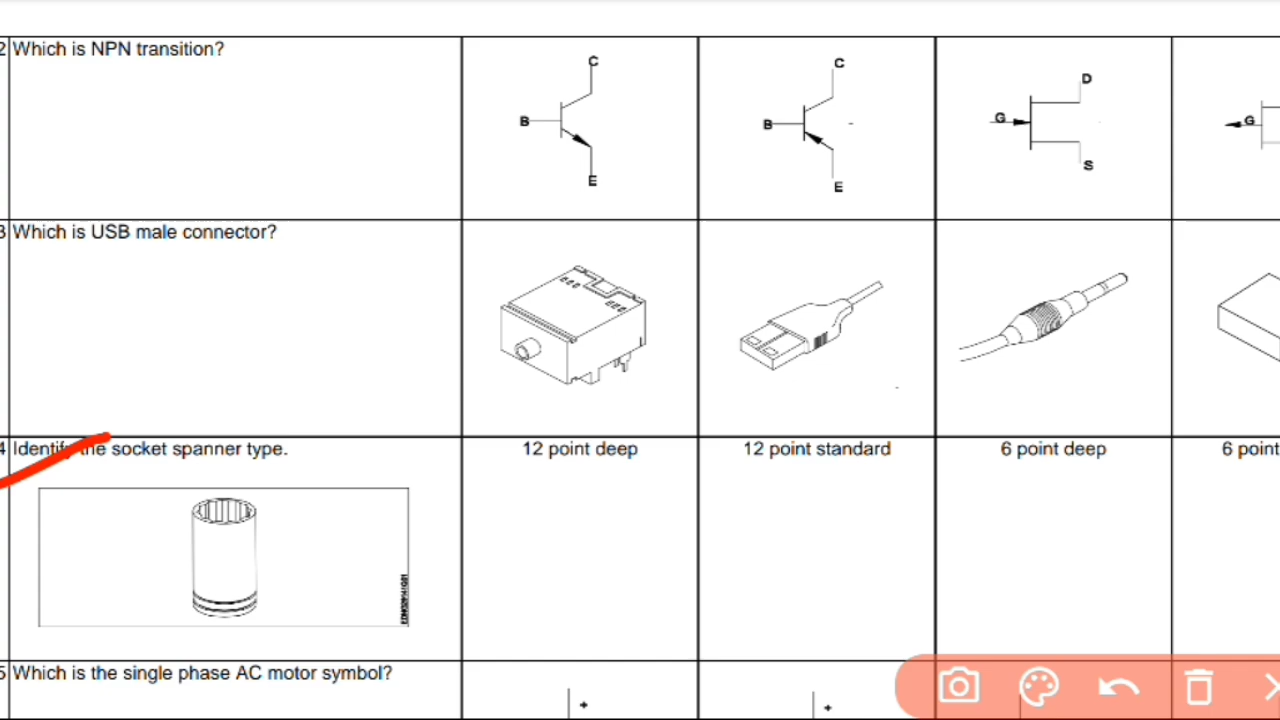 2 Which is NPN transition?
C
B
E
C
B
E
D
G
S
G
3 Which is USB male connector?
4 Identify the socket spanner type.
12 point deep
12 point standard
6 point deep
6 point
5 Which is the single phase AC motor symbol?
+
+